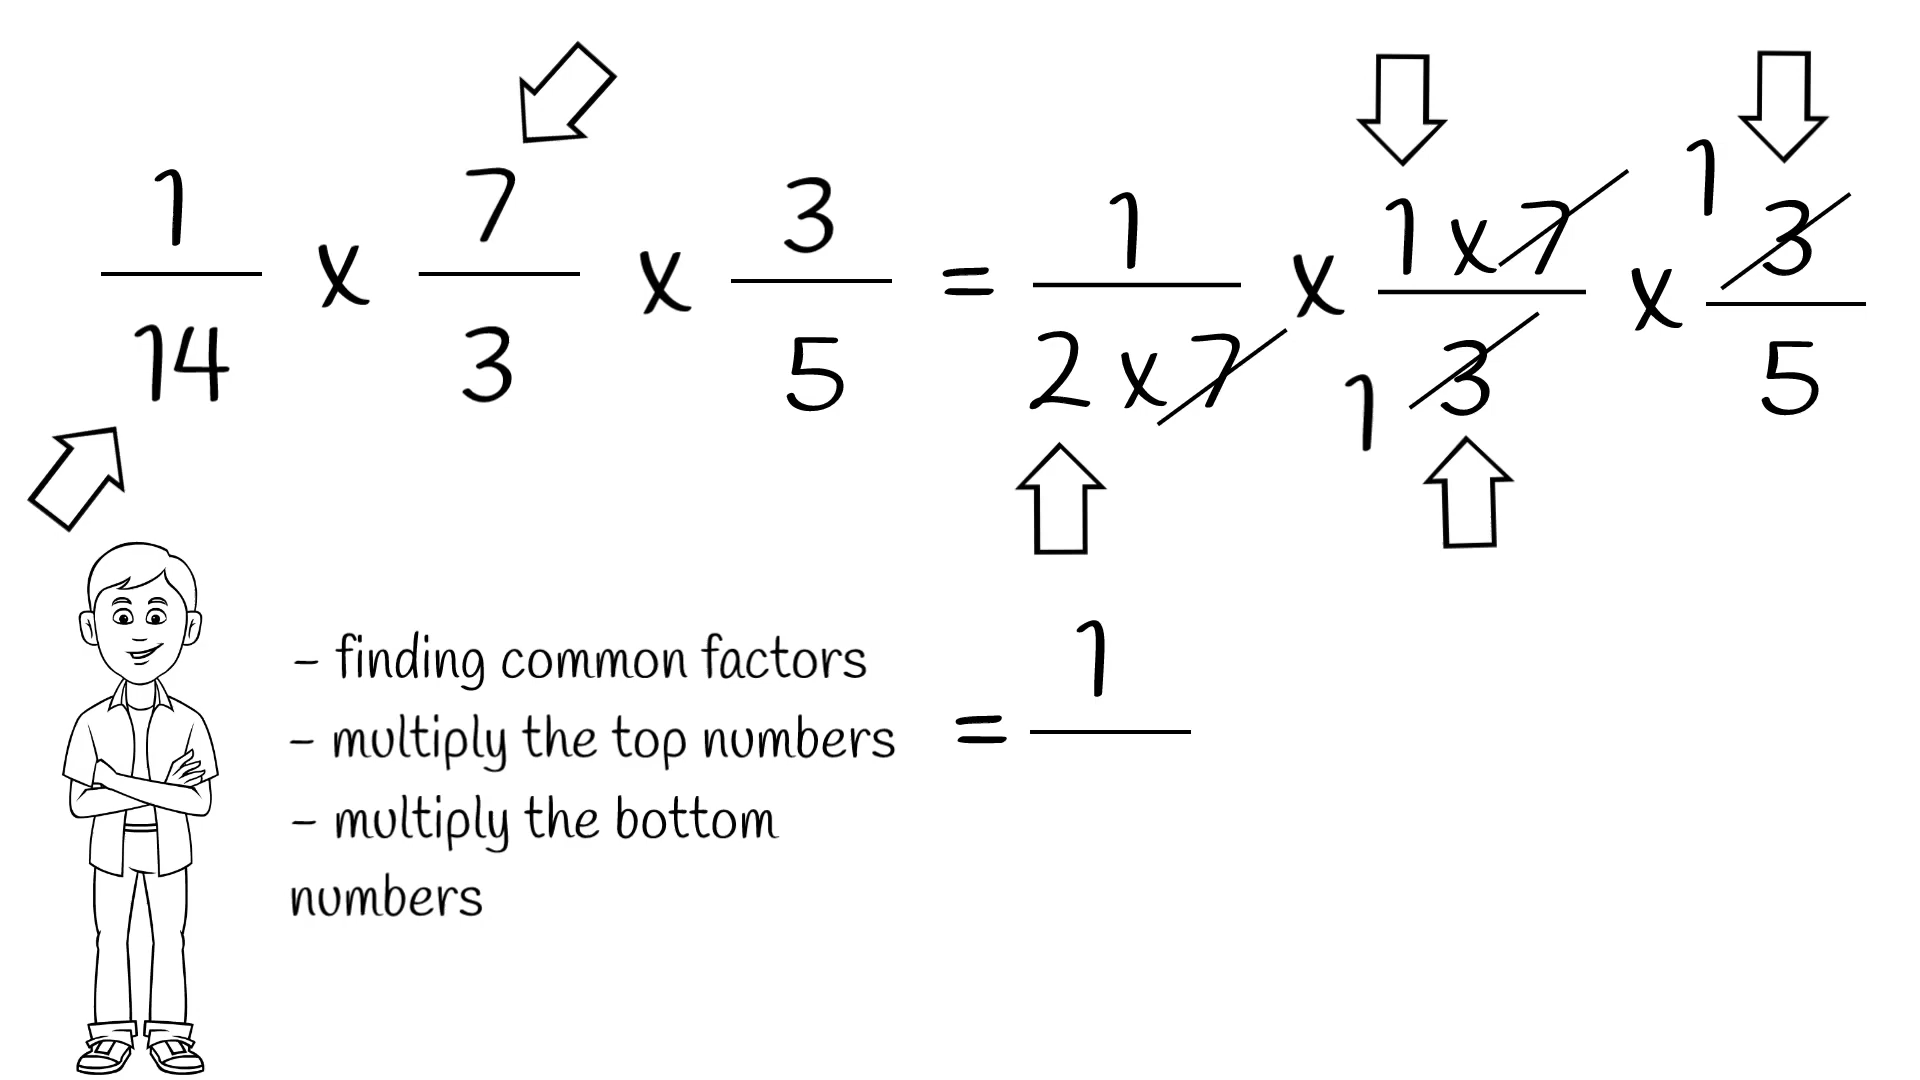 1 7 3 1 1 x 7 1 3
14 x 3 x 5 = 2 x 7 x 1 3 x 5
- finding common factors
- multiply the top numbers
- multiply the bottom
numbers
= 1